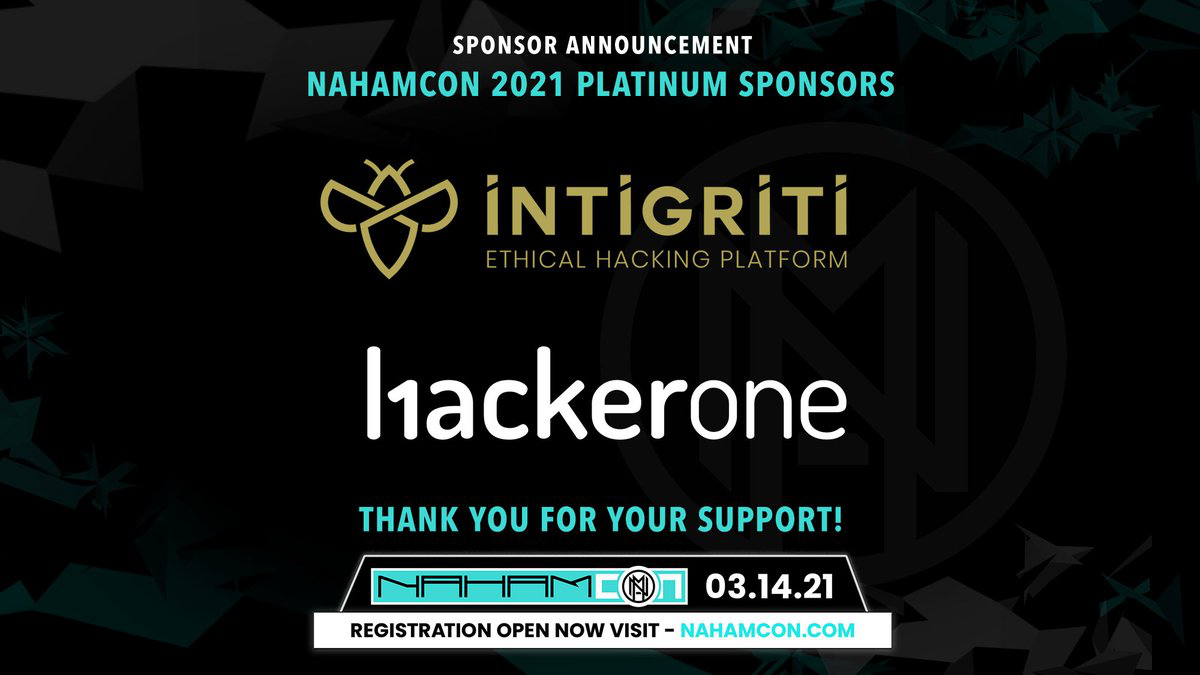 SPONSOR ANNOUNCEMENT
NAHAMCON 2021 PLATINUM SPONSORS
INTIGRITI
ETHICAL HACKING PLATFORM
hackerone
THANK YOU FOR YOUR SUPPORT!
NAHAMCON 03.14.21
REGISTRATION OPEN NOW VISIT - NAHAMCON.COM